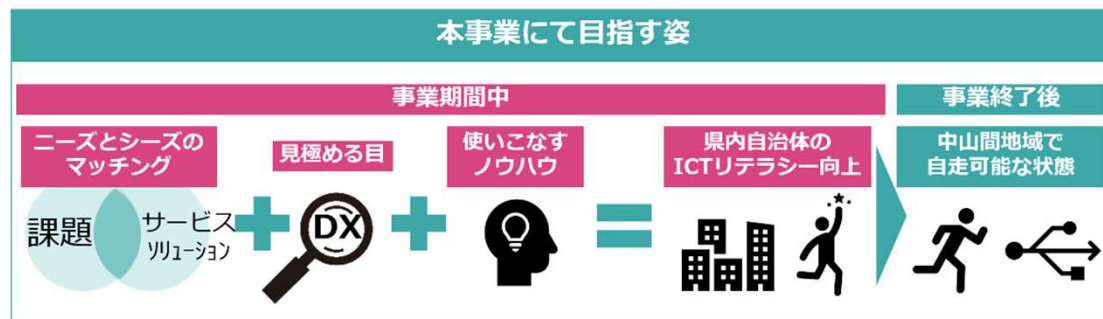 本事業にて目指す姿
事業期間中
事業終了後
ニーズとシーズの
マッチング
見極める目
使いこなす
ノウハウ
県内自治体の
ICTリテラシー向上
中山間地域で
自走可能な状態
課題
サービス
ソリューション
DX